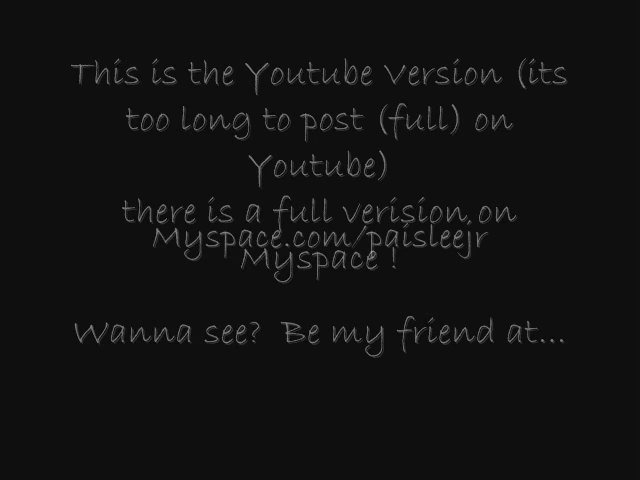 This is the Youtube Version (its
too long to post (full) on
Youtube)
there is a full verision on
Myspace.com/paisleejr
Myspace !
Wanna see? Be my friend at...